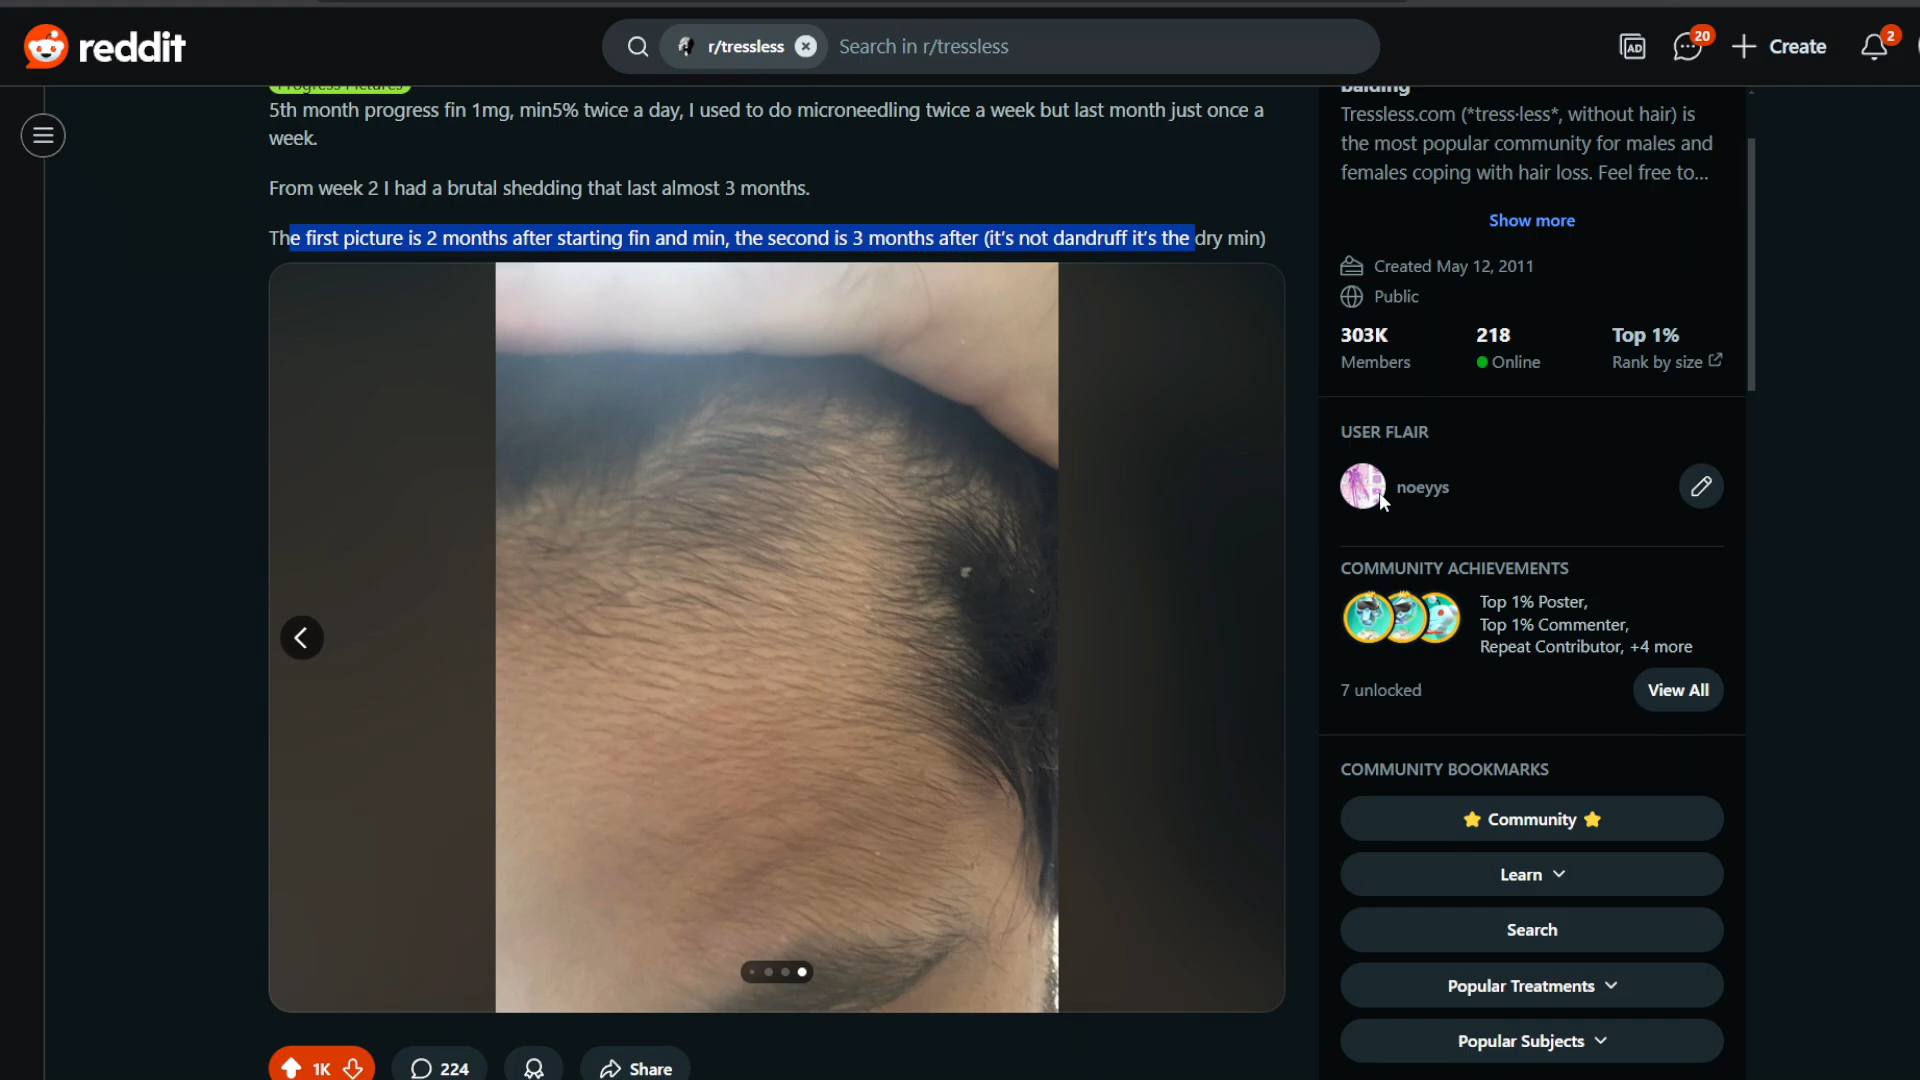 reddit
r/tressless
Search in r/tressless
AD
20
Create
2
Progress Pictures
5th month progress fin 1mg, min5% twice a day, I used to do microneedling twice a week but last month just once a
week.
From week 2 I had a brutal shedding that last almost 3 months.
The first picture is 2 months after starting fin and min, the second is 3 months after (it's not dandruff it's the dry min)
1K
224
Share
balding
Tressless.com (*tress·less*, without hair) is
the most popular community for males and
females coping with hair loss. Feel free to...
Show more
Created May 12, 2011
Public
303K
Members
218
Online
Top 1%
Rank by size
USER FLAIR
noeyys
COMMUNITY ACHIEVEMENTS
Top 1% Poster,
Top 1% Commenter,
Repeat Contributor, +4 more
7 unlocked
View All
COMMUNITY BOOKMARKS
Community
Learn
Search
Popular Treatments
Popular Subjects